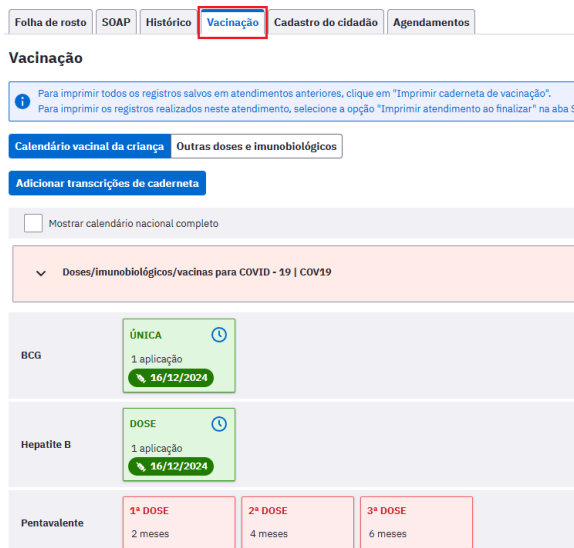 Folha de rosto SOAP Histórico Vacinação Cadastro do cidadão Agendamentos
Vacinação
Para imprimir todos os registros salvos em atendimentos anteriores, clique em "Imprimir caderneta de vacinação".
Para imprimir os registros realizados neste atendimento, selecione a opção "Imprimir atendimento ao finalizar" na aba S
Calendário vacinal da criança Outras doses e imunobiológicos
Adicionar transcrições de caderneta
Mostrar calendário nacional completo
Doses/imunobiológicos/vacinas para COVID - 19 | COV19
BCG
ÚNICA
1 aplicação
16/12/2024
Hepatite B
DOSE
1 aplicação
16/12/2024
Pentavalente
1ª DOSE
2 meses
2ª DOSE
4 meses
3ª DOSE
6 meses